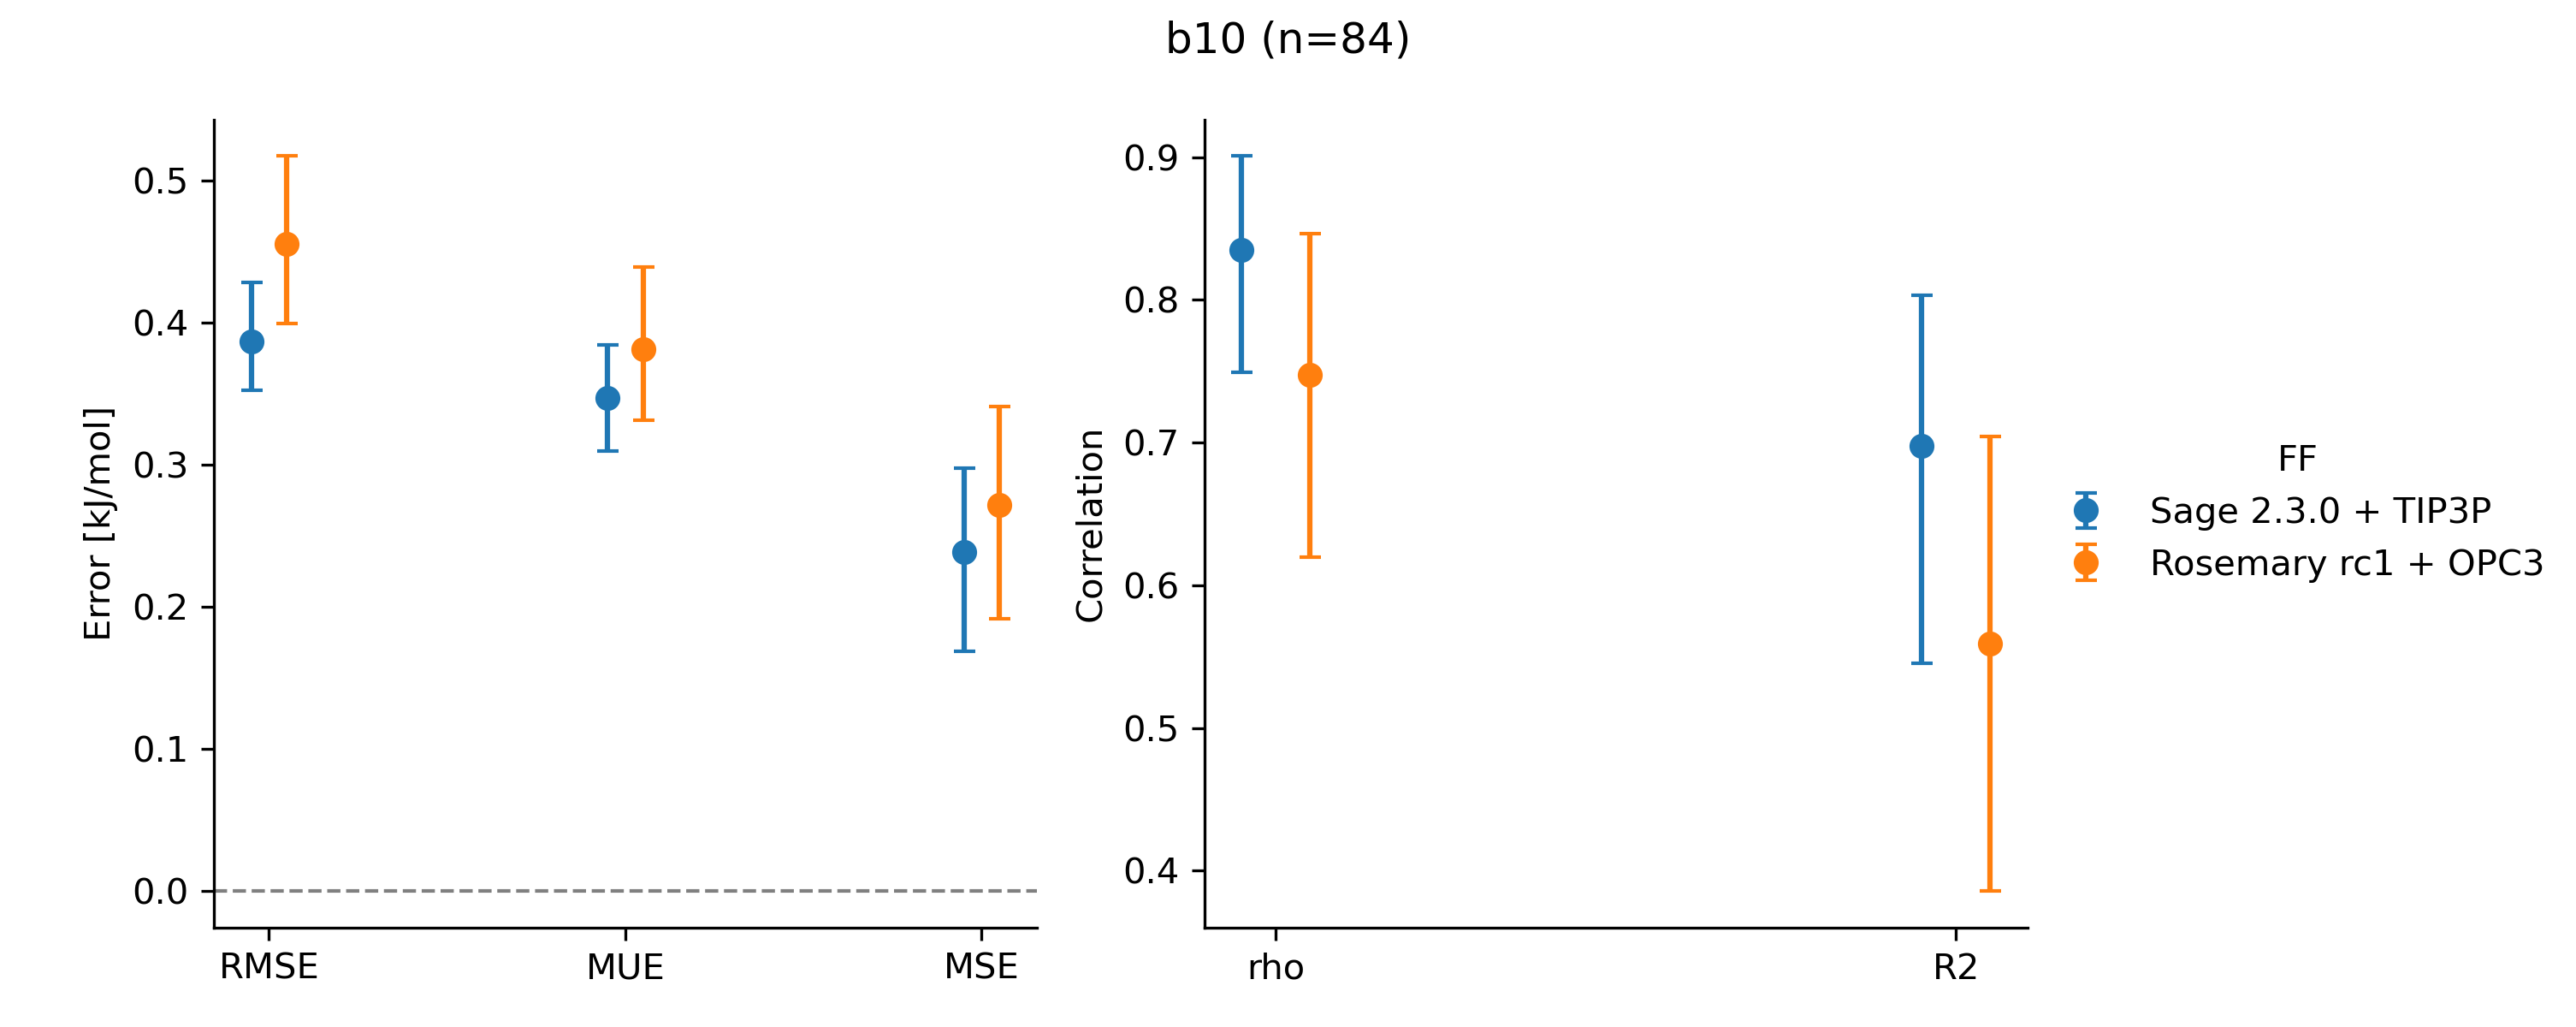 b10 (n=84)
Error [kJ/mol]
0.5
0.4
0.3
0.2
0.1
0.0
RMSE MUE MSE
Correlation
0.9
0.8
0.7
0.6
0.5
0.4
rho R2
FF
Sage 2.3.0 + TIP3P
Rosemary rc1 + OPC3